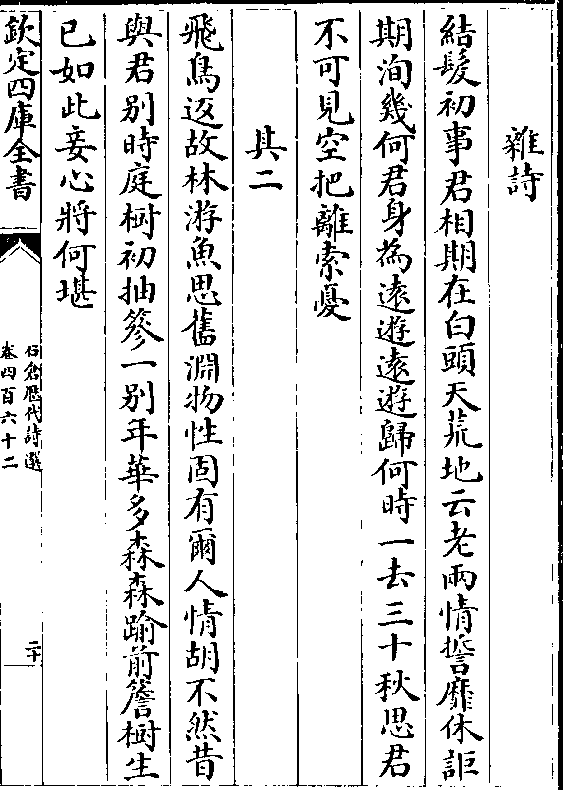 雜詩
結髮初事君相期在白頭天荒地云老兩情誓靡休詎
期洵幾何君身為遠遊遠遊歸何時一去三十秋思君
不可見空把離索憂
其二
飛鳥返故林游魚思舊淵物性固有爾人情胡不然昔
與君别時庭樹初抽簪一别年華多森森踰前簷樹生
已如此妾心將何堪
欽定四庫全書
石倉歴代詩選
卷四百六十二
二十